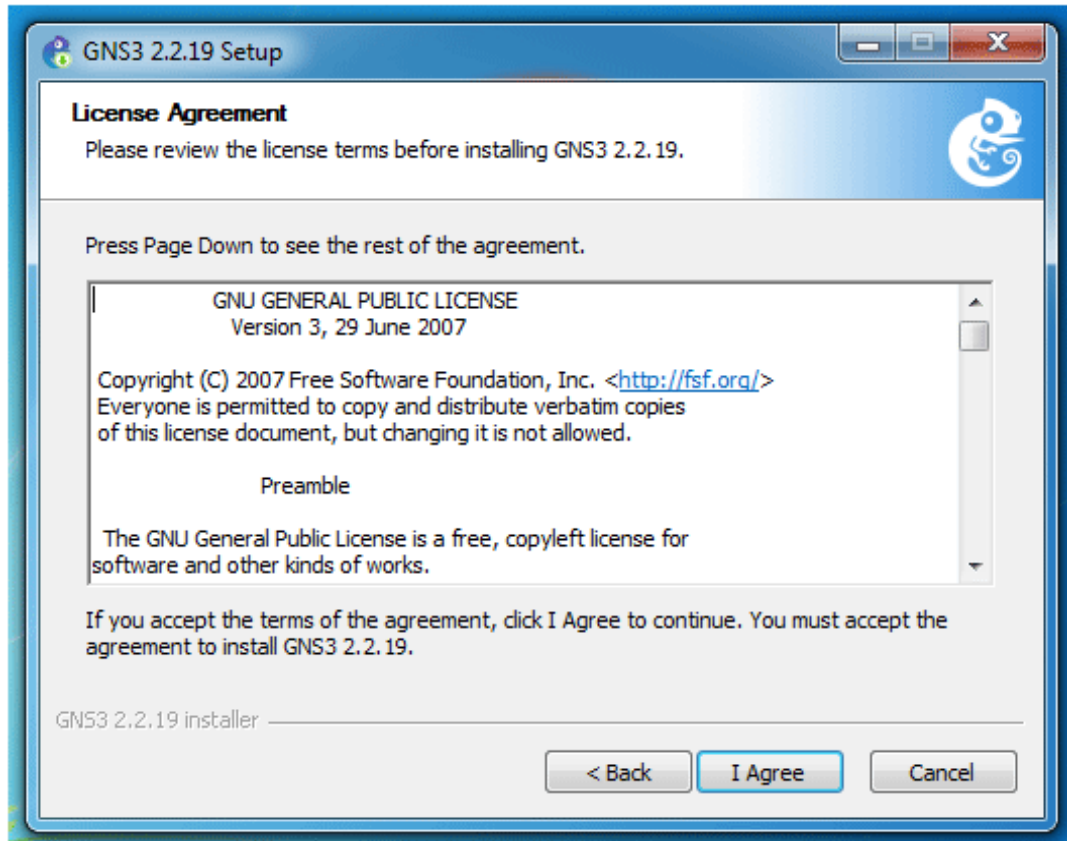 GNS3 2.2.19 Setup
License Agreement
Please review the license terms before installing GNS3 2.2.19.
Press Page Down to see the rest of the agreement.
GNU GENERAL PUBLIC LICENSE
Version 3, 29 June 2007
Copyright (C) 2007 Free Software Foundation, Inc. <http://fsf.org/>
Everyone is permitted to copy and distribute verbatim copies
of this license document, but changing it is not allowed.
Preamble
The GNU General Public License is a free, copyleft license for
software and other kinds of works.
If you accept the terms of the agreement, click I Agree to continue. You must accept the
agreement to install GNS3 2.2.19.
GNS3 2.2.19 installer
< Back I Agree Cancel